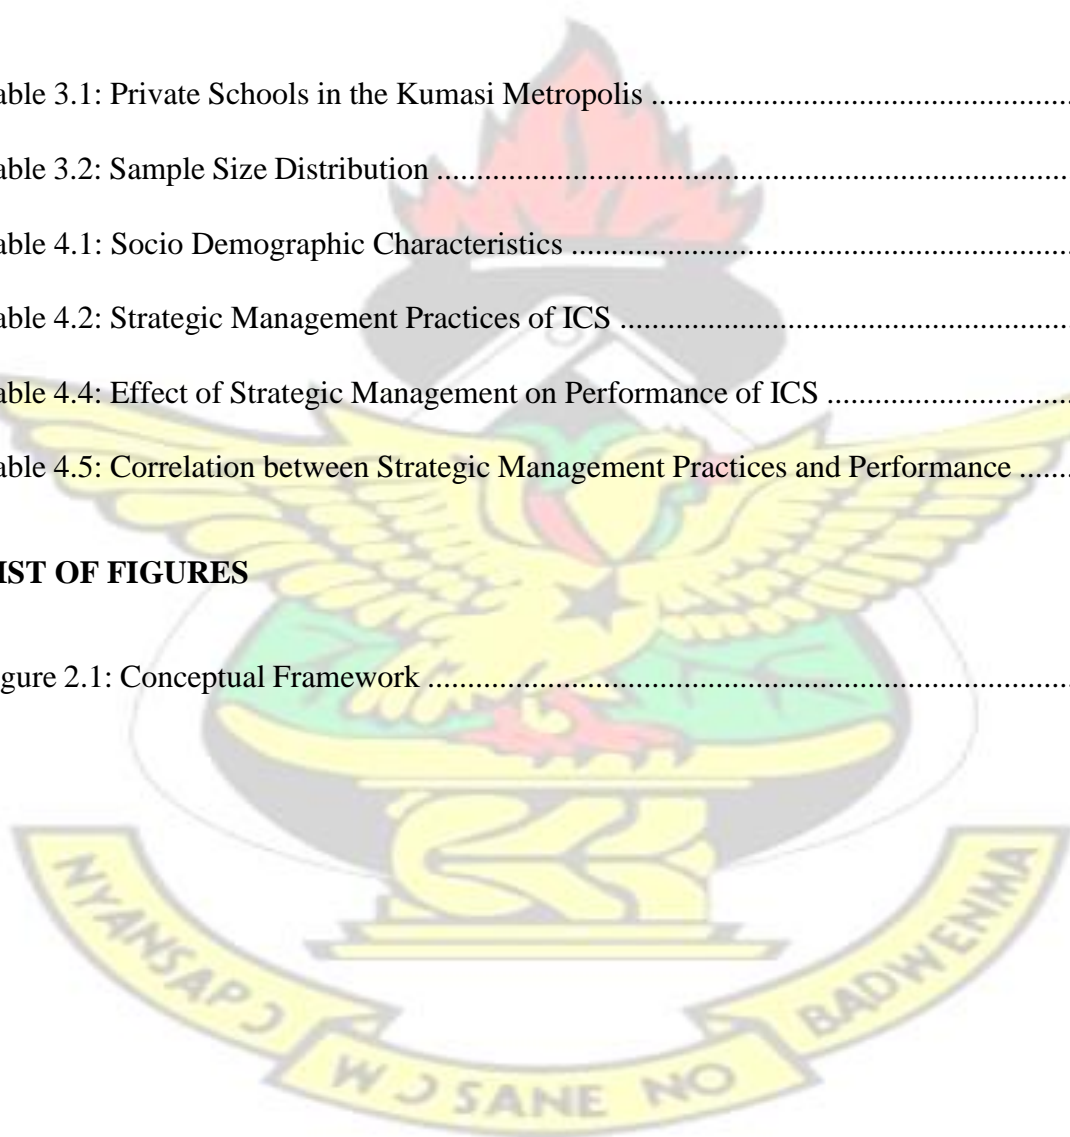 able 3.1: Private Schools in the Kumasi Metropolis ....................................................
able 3.2: Sample Size Distribution ....................................................
able 4.1: Socio Demographic Characteristics ....................................................
able 4.2: Strategic Management Practices of ICS ....................................................
able 4.4: Effect of Strategic Management on Performance of ICS ...............................
able 4.5: Correlation between Strategic Management Practices and Performance .......
IST OF FIGURES
gure 2.1: Conceptual Framework ....................................................
NYANSAPƆ
WƆSANE NO
BADWENMA